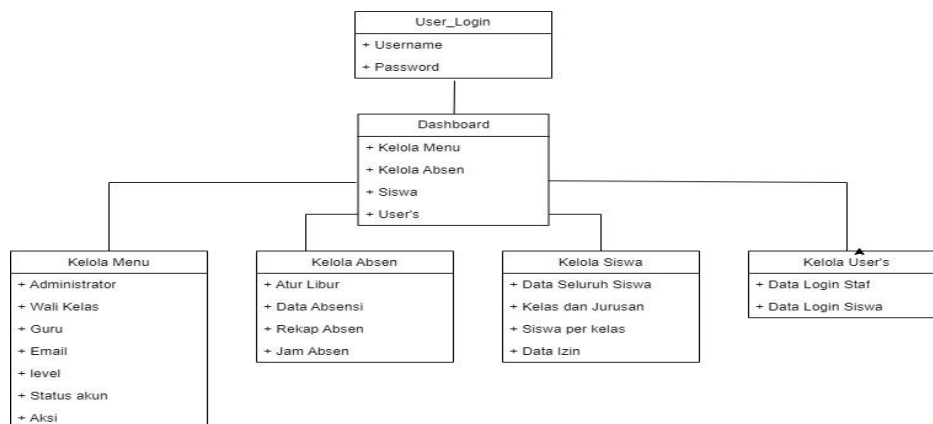 User_Login
+ Username
+ Password
Dashboard
+ Kelola Menu
+ Kelola Absen
+ Siswa
+ User's
Kelola Menu
+ Administrator
+ Wali Kelas
+ Guru
+ Email
+ level
+ Status akun
+ Aksi
Kelola Absen
+ Atur Libur
+ Data Absensi
+ Rekap Absen
+ Jam Absen
Kelola Siswa
+ Data Seluruh Siswa
+ Kelas dan Jurusan
+ Siswa per kelas
+ Data Izin
Kelola User's
+ Data Login Staf
+ Data Login Siswa